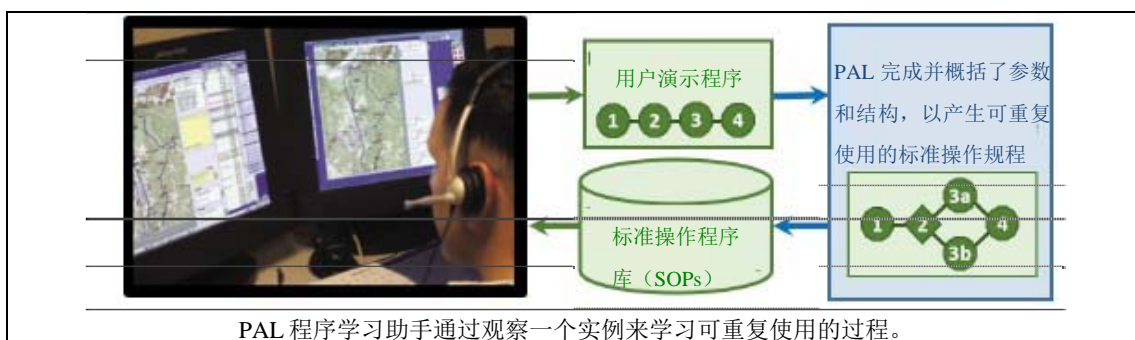 用户演示程序
1 2 3 4
PAL 完成并概括了参数
和结构，以产生可重复
使用的标准操作规程
1 2 3a 3b 4
标准操作程序
库（SOPs）
PAL 程序学习助手通过观察一个实例来学习可重复使用的过程。